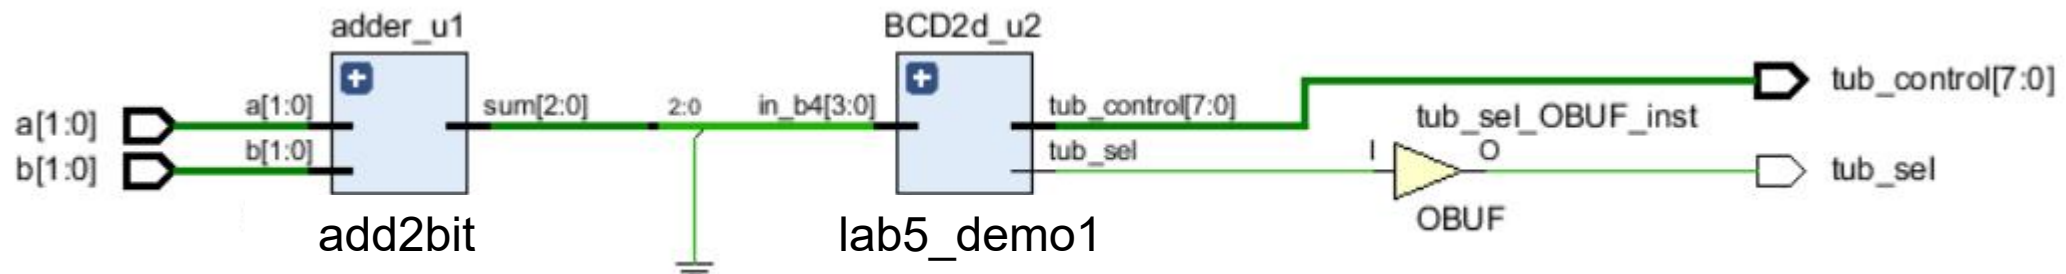 adder_u1
BCD2d_u2
a[1:0]
b[1:0]
a[1:0]
b[1:0]
sum[2:0]
2:0
in_b4[3:0]
tub_control[7:0]
tub_sel
tub_control[7:0]
tub_sel_OBUF_inst
I
O
tub_sel
OBUF
add2bit
lab5_demo1